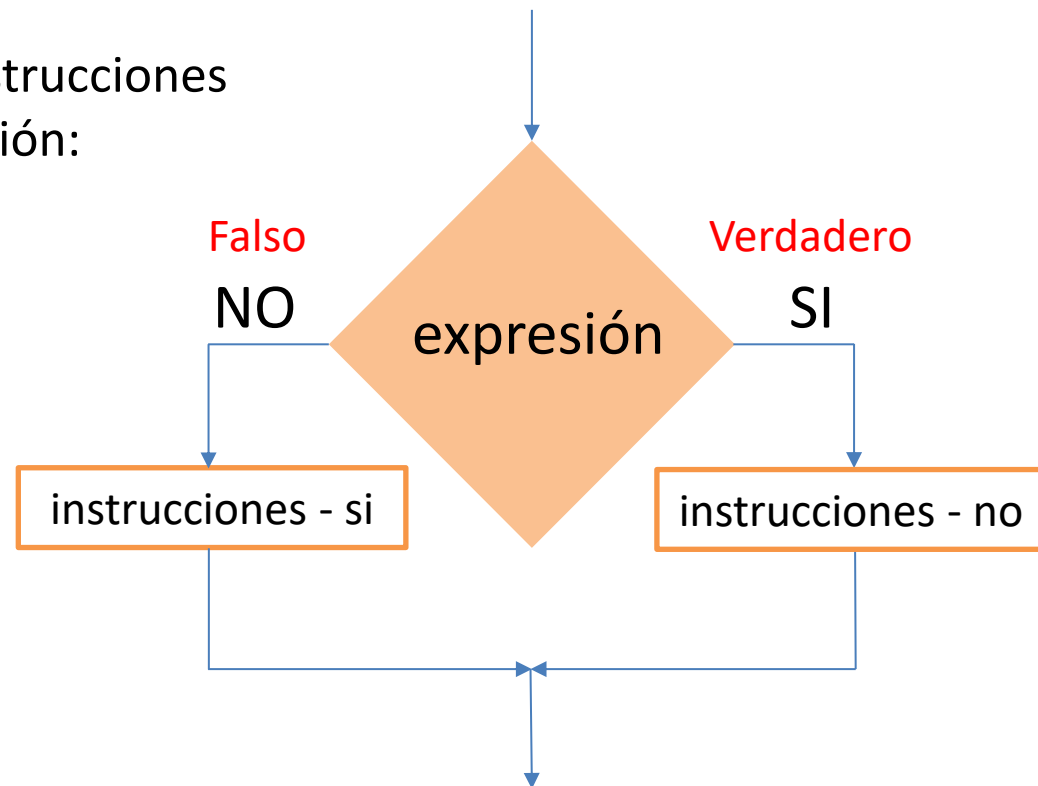 trucciones
ión:
Falso
Verdadero
NO
SI
expresión
instrucciones - si
instrucciones - no